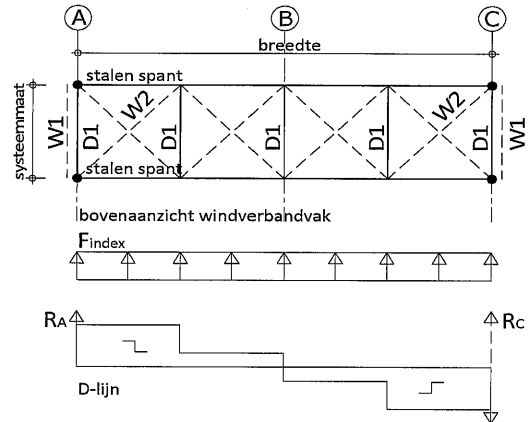 A B C
breedte
stalen spant
systeemmaat
W1 D1 W2 D1 D1 D1 W2 D1 W1
stalen spant
bovenaanzicht windverbandvak
Findex
RA RC
D-lijn